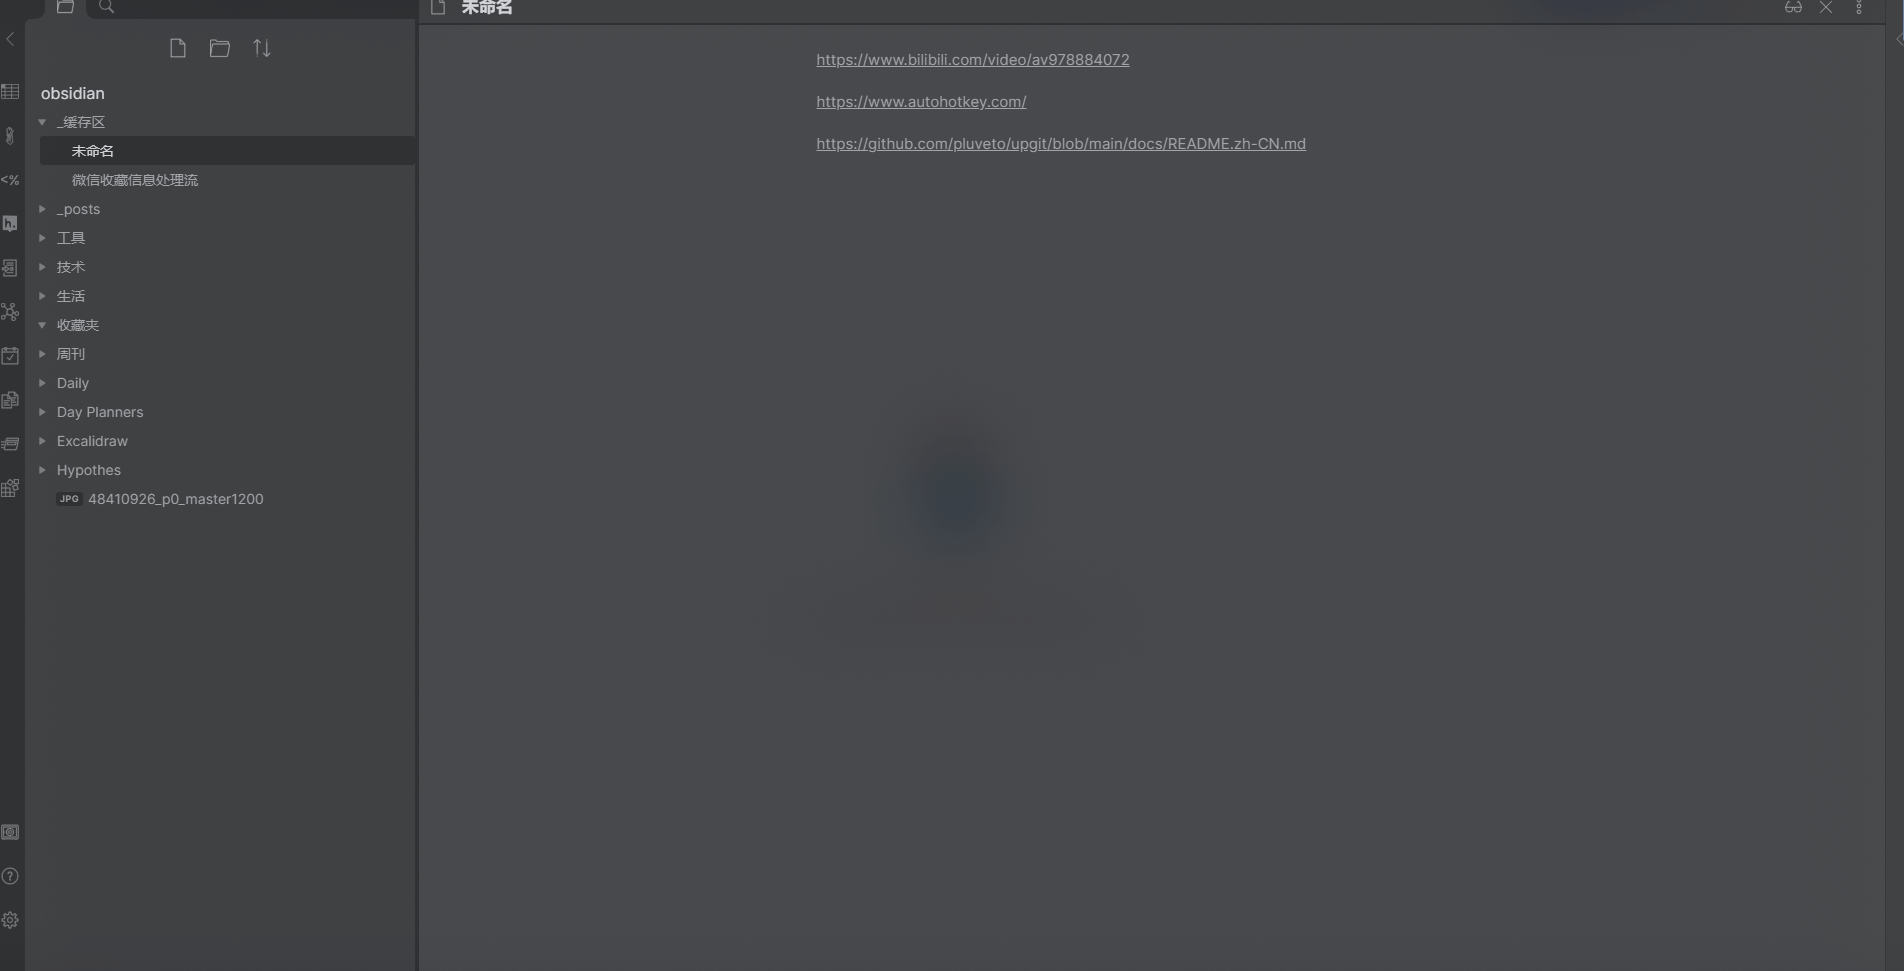 未命名
obsidian
_缓存区
未命名
微信收藏信息处理流
_posts
工具
技术
生活
收藏夹
周刊
Daily
Day Planners
Excalidraw
Hypothes
JPG 48410926_p0_master1200
<%
h.
https://www.bilibili.com/video/av978884072
https://www.autohotkey.com/
https://github.com/pluveto/upgit/blob/main/docs/README.zh-CN.md